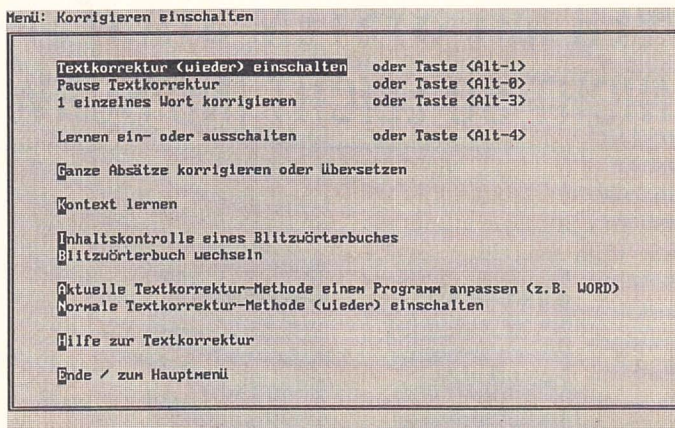 Menü: Korrigieren einschalten
Textkorrektur (wieder) einschalten oder Taste <Alt-1>
Pause Textkorrektur oder Taste <Alt-0>
1 einzelnes Wort korrigieren oder Taste <Alt-3>
Lernen ein- oder ausschalten oder Taste <Alt-4>
Ganze Absätze korrigieren oder übersetzen
Kontext lernen
Inhaltskontrolle eines Blitzwörterbuches
Blitzwörterbuch wechseln
Aktuelle Textkorrektur-Methode einem Programm anpassen (z.B. WORD)
Normale Textkorrektur-Methode (wieder) einschalten
Hilfe zur Textkorrektur
Ende / zum Hauptmenü